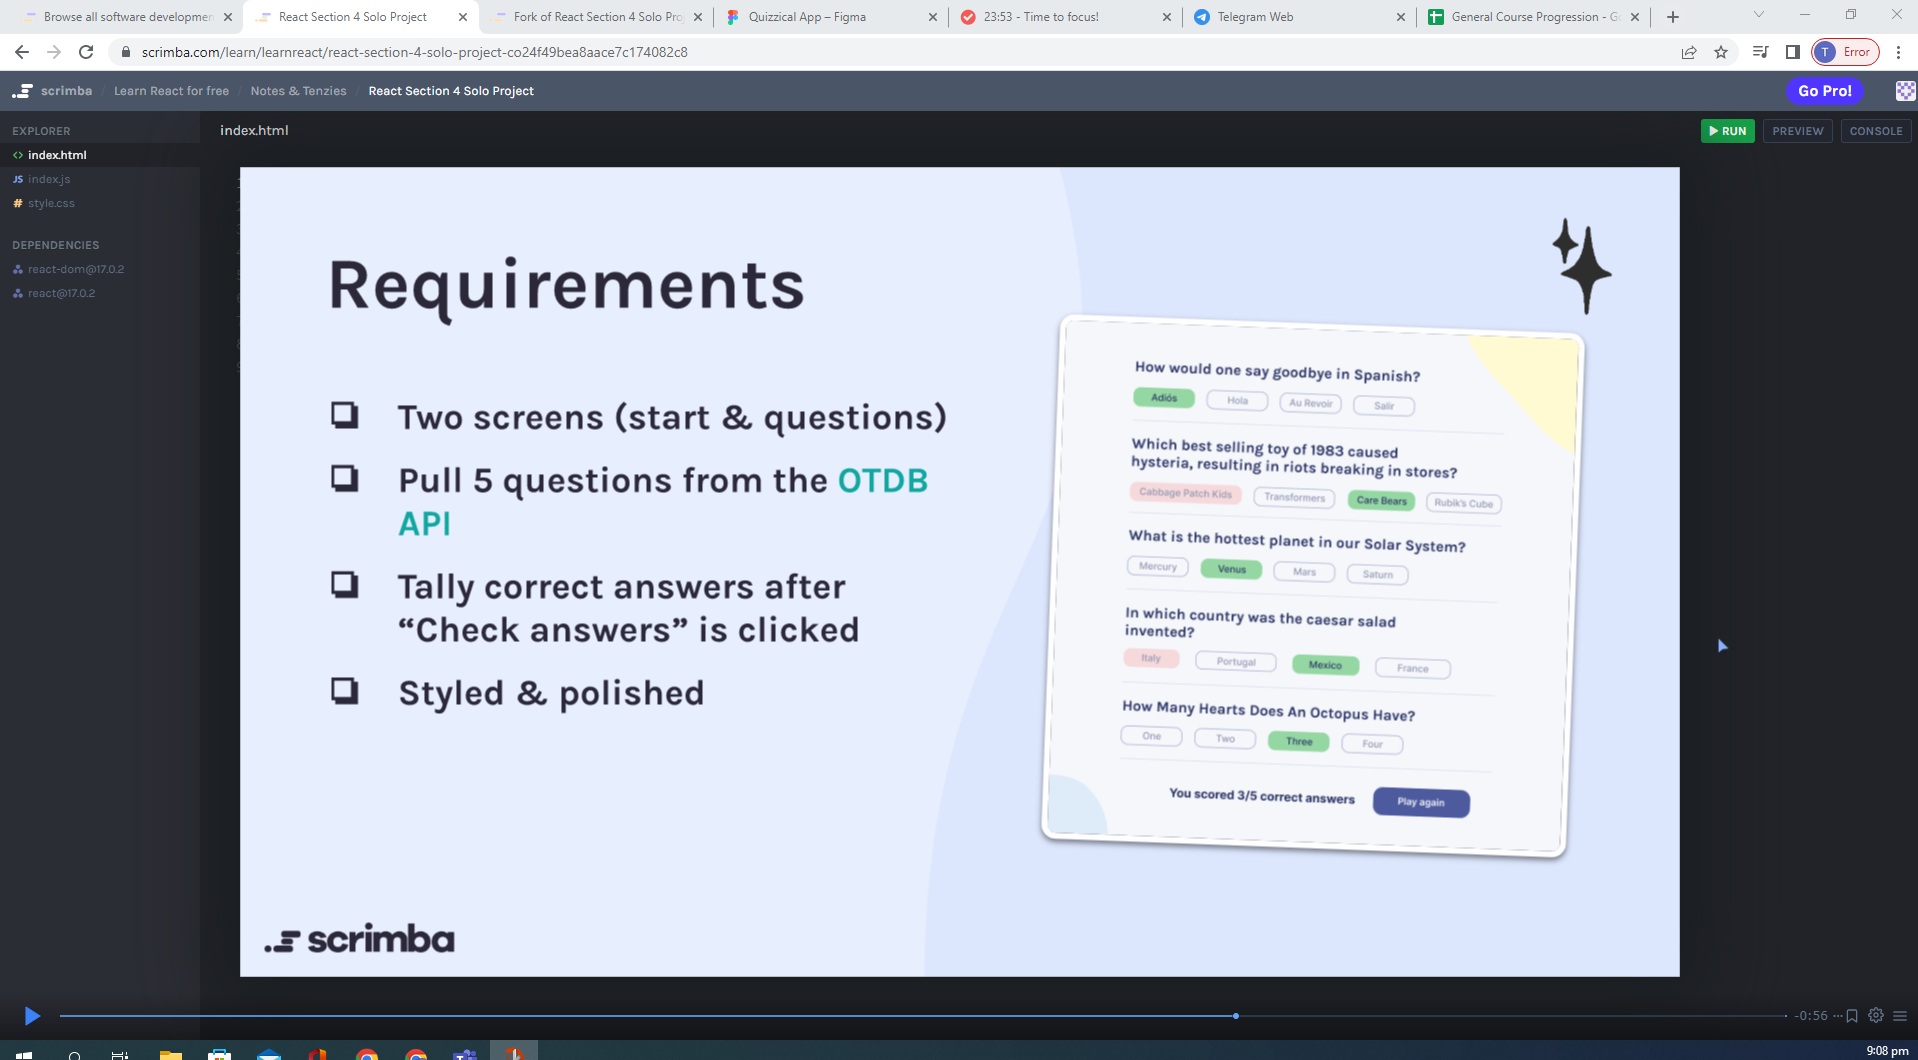 Browse all software developmen
React Section 4 Solo Project
Fork of React Section 4 Solo Pro
Quizzical App – Figma
23:53 - Time to focus!
Telegram Web
General Course Progression - G
scrimba.com/learn/learnreact/react-section-4-solo-project-co24f49bea8aace7c174082c8
T Error
scrimba / Learn React for free / Notes & Tenzies / React Section 4 Solo Project
Go Pro!
EXPLORER
index.html
RUN
PREVIEW
CONSOLE
<> index.html
JS index.js
# style.css
DEPENDENCIES
react-dom@17.0.2
react@17.0.2
Requirements
Two screens (start & questions)
Pull 5 questions from the OTDB
API
Tally correct answers after
“Check answers” is clicked
Styled & polished
How would one say goodbye in Spanish?
Adiós Hola Au Revoir Salir
Which best selling toy of 1983 caused
hysteria, resulting in riots breaking in stores?
Cabbage Patch Kids Transformers Care Bears Rubik's Cube
What is the hottest planet in our Solar System?
Mercury Venus Mars Saturn
In which country was the caesar salad
invented?
Italy Portugal Mexico France
How Many Hearts Does An Octopus Have?
One Two Three Four
You scored 3/5 correct answers
Play again
scrimba
-0:56
9:08 pm